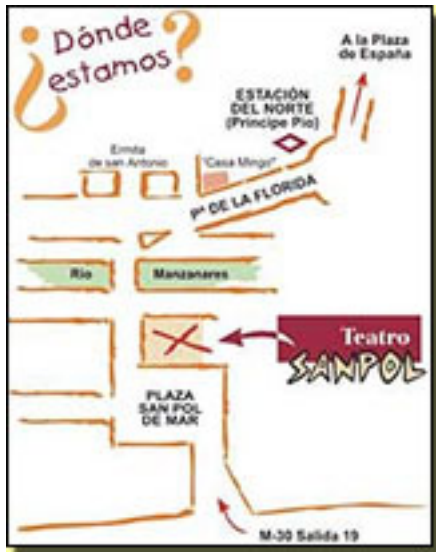 ¿Dónde
estamos?
A la Plaza
de España
ESTACIÓN
DEL NORTE
(Príncipe Pío)
Ermita
de san Antonio
"Casa Mingo"
Pº DE LA FLORIDA
Río Manzanares
Teatro
SANPOL
PLAZA
SAN POL
DE MAR
M-30 Salida 19